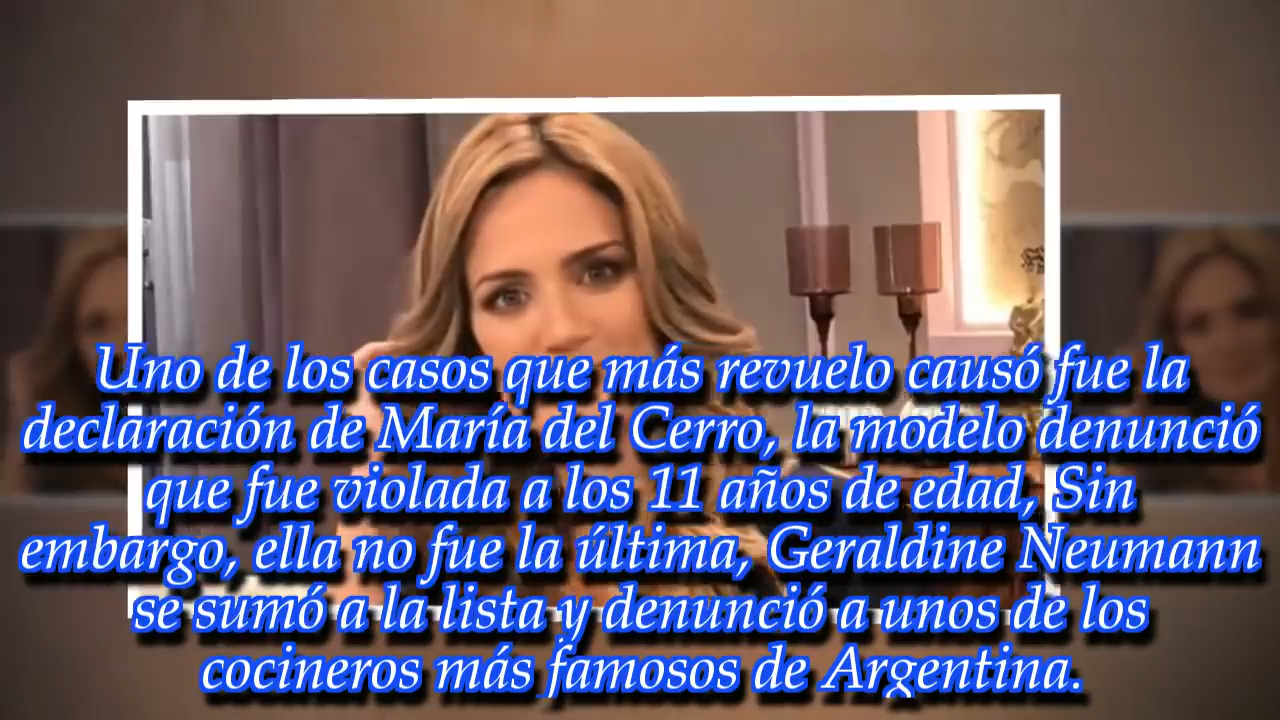 Uno de los casos que más revuelo causó fue la
declaración de María del Cerro, la modelo denunció
que fue violada a los 11 años de edad, Sin
embargo, ella no fue la última, Geraldine Neumann
se sumó a la lista y denunció a unos de los
cocineros más famosos de Argentina.